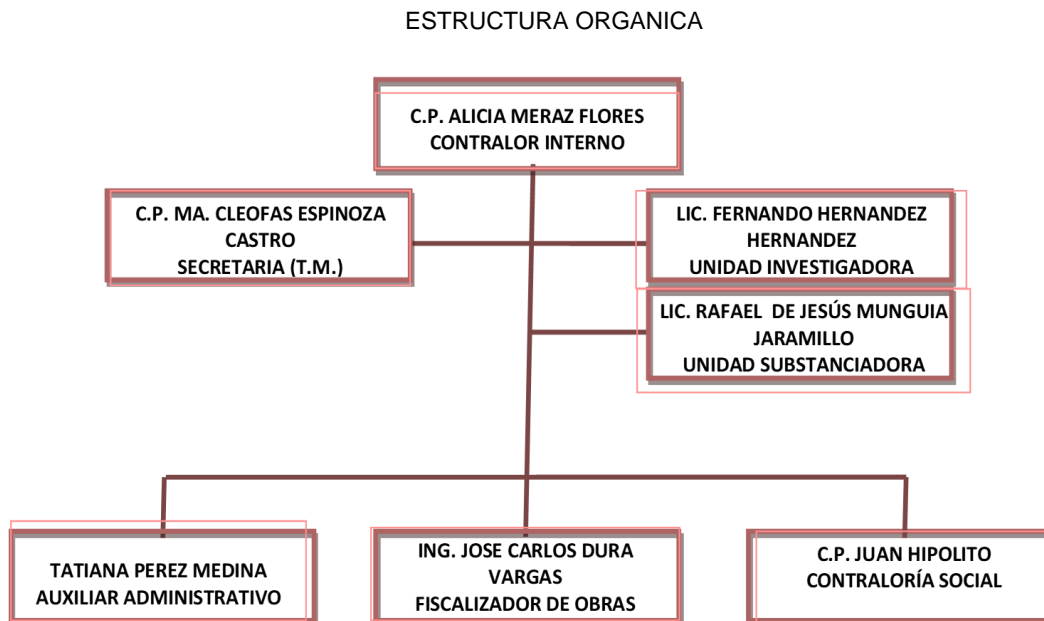 ESTRUCTURA ORGANICA
C.P. ALICIA MERAZ FLORES
CONTRALOR INTERNO
C.P. MA. CLEOFAS ESPINOZA
CASTRO
SECRETARIA (T.M.)
LIC. FERNANDO HERNANDEZ
HERNANDEZ
UNIDAD INVESTIGADORA
LIC. RAFAEL DE JESÚS MUNGUIA
JARAMILLO
UNIDAD SUBSTANCIADORA
TATIANA PEREZ MEDINA
AUXILIAR ADMINISTRATIVO
ING. JOSE CARLOS DURA
VARGAS
FISCALIZADOR DE OBRAS
C.P. JUAN HIPOLITO
CONTRALORÍA SOCIAL